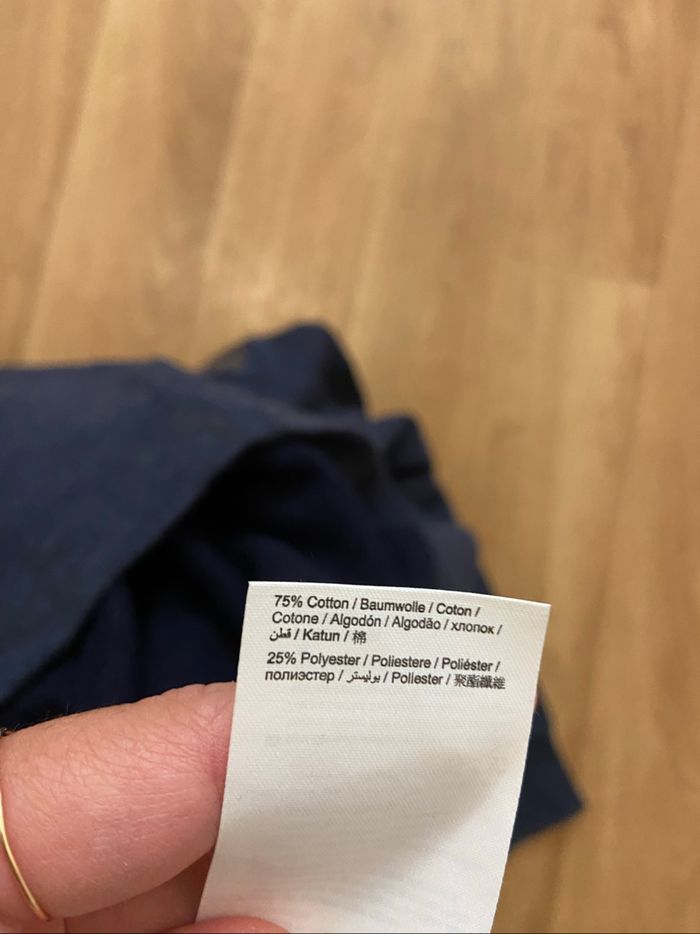 75% Cotton / Baumwolle / Coton /
Cotone / Algodón / Algodão / хлопок /
قطن / Katun / 棉
25% Polyester / Poliestere / Poliéster /
полиэстер / بوليستر / Poliester / 聚酯纖維